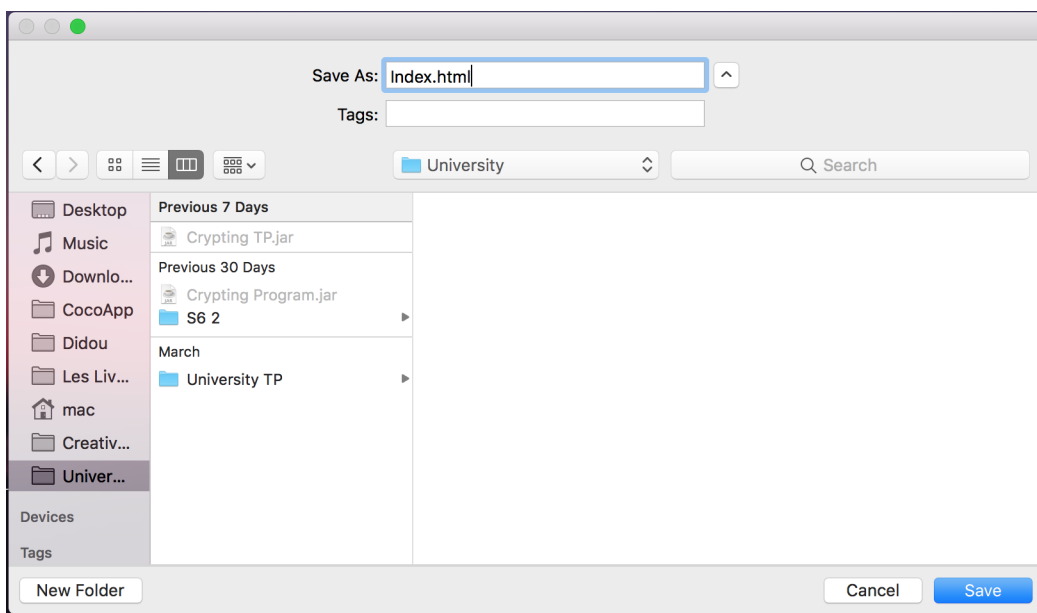 Save As: Index.html
Tags:
University
Search
Desktop
Music
Downlo...
CocoApp
Didou
Les Liv...
mac
Creativ...
Univer...
Devices
Tags
Previous 7 Days
Crypting TP.jar
Previous 30 Days
Crypting Program.jar
S6 2
March
University TP
New Folder
Cancel
Save